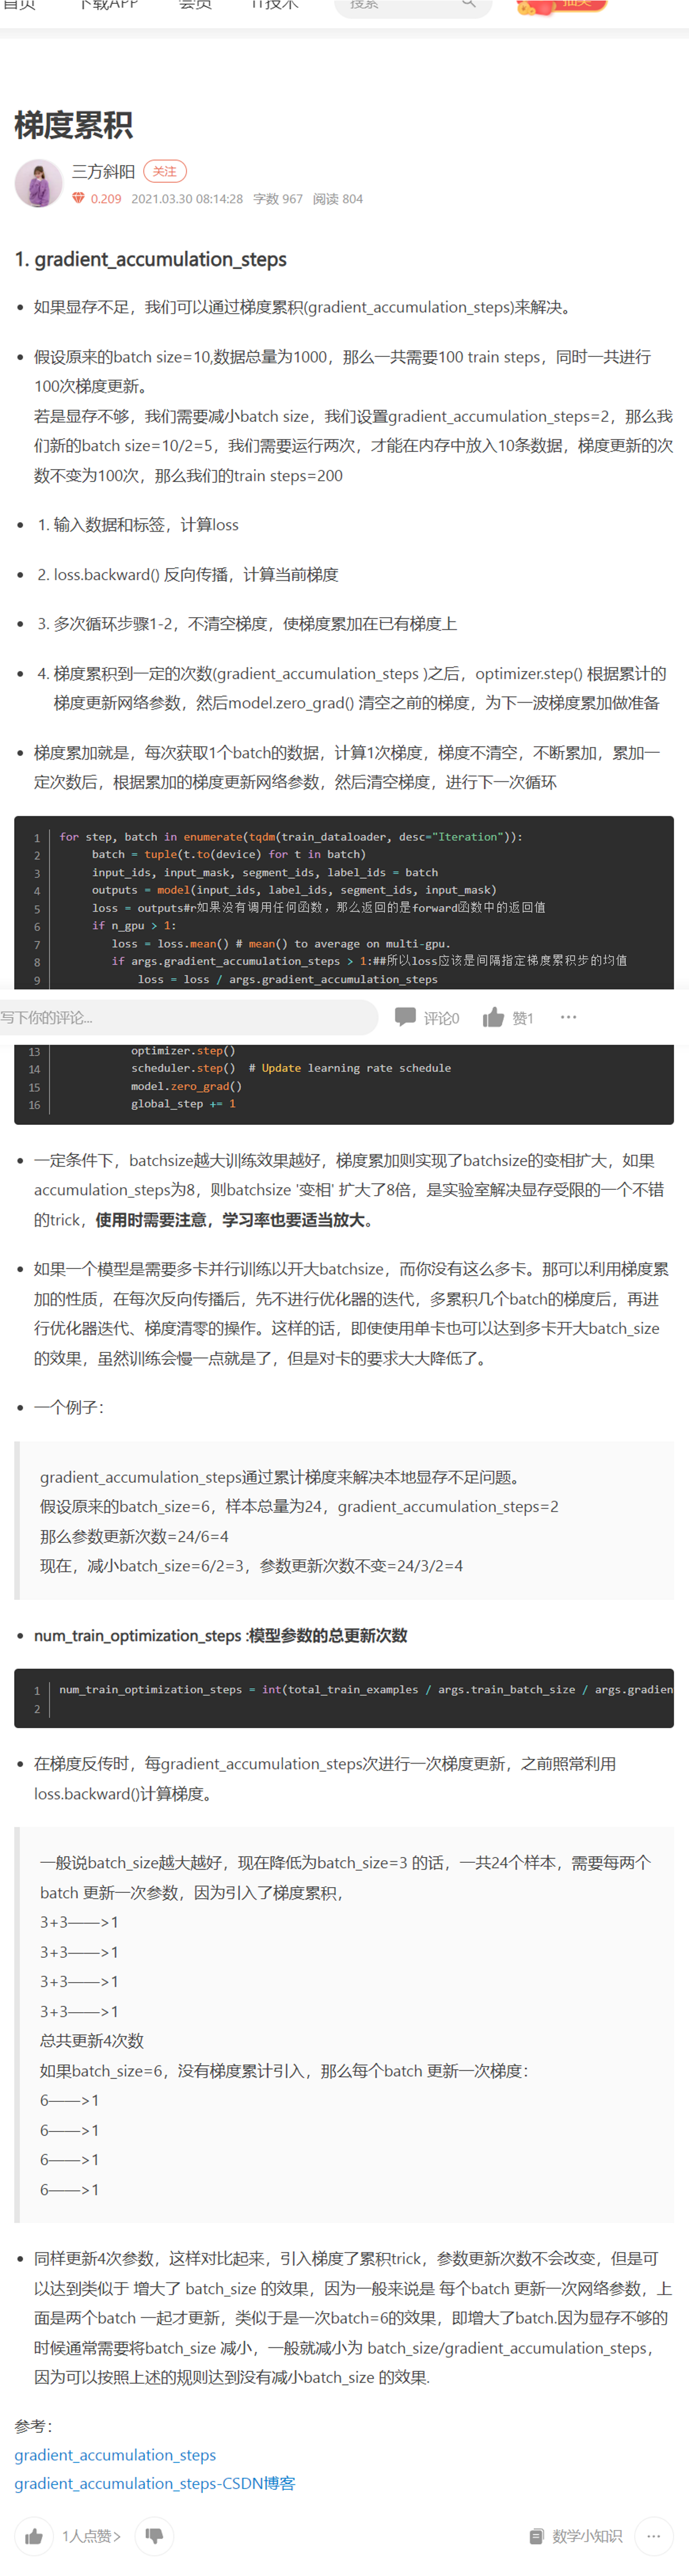 首页 下载APP 会员 IT技术 搜索 抽奖
梯度累积
三方斜阳 关注
0.209 2021.03.30 08:14:28 字数 967 阅读 804
1. gradient_accumulation_steps
• 如果显存不足，我们可以通过梯度累积(gradient_accumulation_steps)来解决。
• 假设原来的batch size=10,数据总量为1000，那么一共需要100 train steps，同时一共进行
100次梯度更新。
若是显存不够，我们需要减小batch size，我们设置gradient_accumulation_steps=2，那么我
们新的batch size=10/2=5，我们需要运行两次，才能在内存中放入10条数据，梯度更新的次
数不变为100次，那么我们的train steps=200
• 1. 输入数据和标签，计算loss
• 2. loss.backward() 反向传播，计算当前梯度
• 3. 多次循环步骤1-2，不清空梯度，使梯度累加在已有梯度上
• 4. 梯度累积到一定的次数(gradient_accumulation_steps )之后，optimizer.step() 根据累计的
梯度更新网络参数，然后model.zero_grad() 清空之前的梯度，为下一波梯度累加做准备
• 梯度累加就是，每次获取1个batch的数据，计算1次梯度，梯度不清空，不断累加，累加一
定次数后，根据累加的梯度更新网络参数，然后清空梯度，进行下一次循环
1 for step, batch in enumerate(tqdm(train_dataloader, desc="Iteration")):
2 batch = tuple(t.to(device) for t in batch)
3 input_ids, input_mask, segment_ids, label_ids = batch
4 outputs = model(input_ids, label_ids, segment_ids, input_mask)
5 loss = outputs#r如果没有调用任何函数，那么返回的是forward函数中的返回值
6 if n_gpu > 1:
7 loss = loss.mean() # mean() to average on multi-gpu.
8 if args.gradient_accumulation_steps > 1:##所以loss应该是间隔指定梯度累积步的均值
9 loss = loss / args.gradient_accumulation_steps
写下你的评论... 评论0 赞1 ...
13 optimizer.step()
14 scheduler.step() # Update learning rate schedule
15 model.zero_grad()
16 global_step += 1
• 一定条件下，batchsize越大训练效果越好，梯度累加则实现了batchsize的变相扩大，如果
accumulation_steps为8，则batchsize '变相' 扩大了8倍，是实验室解决显存受限的一个不错
的trick，使用时需要注意，学习率也要适当放大。
• 如果一个模型是需要多卡并行训练以开大batchsize，而你没有这么多卡。那可以利用梯度累
加的性质，在每次反向传播后，先不进行优化器的迭代，多累积几个batch的梯度后，再进
行优化器迭代、梯度清零的操作。这样的话，即使使用单卡也可以达到多卡开大batch_size
的效果，虽然训练会慢一点就是了，但是对卡的要求大大降低了。
• 一个例子：
gradient_accumulation_steps通过累计梯度来解决本地显存不足问题。
假设原来的batch_size=6，样本总量为24，gradient_accumulation_steps=2
那么参数更新次数=24/6=4
现在，减小batch_size=6/2=3，参数更新次数不变=24/3/2=4
• num_train_optimization_steps :模型参数的总更新次数
1 num_train_optimization_steps = int(total_train_examples / args.train_batch_size / args.gradien
2
• 在梯度反传时，每gradient_accumulation_steps次进行一次梯度更新，之前照常利用
loss.backward()计算梯度。
一般说batch_size越大越好，现在降低为batch_size=3 的话，一共24个样本，需要每两个
batch 更新一次参数，因为引入了梯度累积，
3+3——>1
3+3——>1
3+3——>1
3+3——>1
总共更新4次数
如果batch_size=6，没有梯度累计引入，那么每个batch 更新一次梯度：
6——>1
6——>1
6——>1
6——>1
• 同样更新4次参数，这样对比起来，引入梯度了累积trick，参数更新次数不会改变，但是可
以达到类似于 增大了 batch_size 的效果，因为一般来说是 每个batch 更新一次网络参数，上
面是两个batch 一起才更新，类似于是一次batch=6的效果，即增大了batch.因为显存不够的
时候通常需要将batch_size 减小，一般就减小为 batch_size/gradient_accumulation_steps，
因为可以按照上述的规则达到没有减小batch_size 的效果.
参考：
gradient_accumulation_steps
gradient_accumulation_steps-CSDN博客
1人点赞> 数学小知识 ...